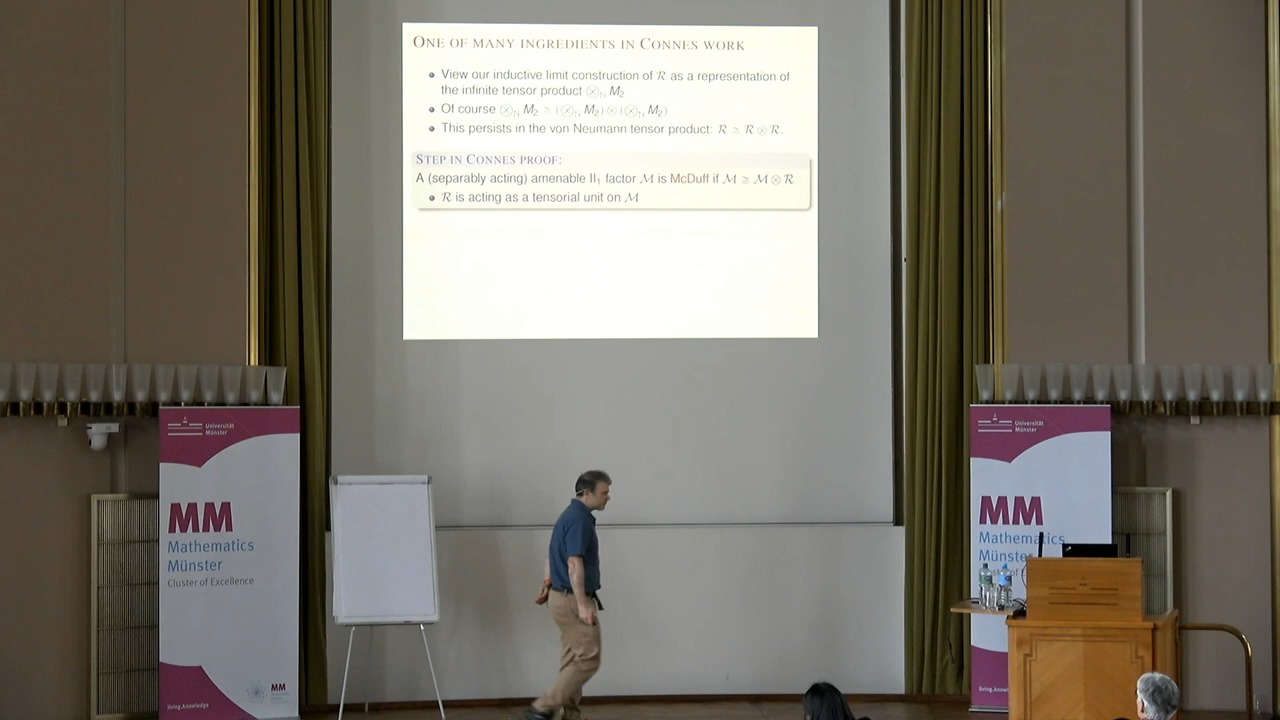 ONE OF MANY INGREDIENTS IN CONNES WORK
• View our inductive limit construction of ℛ as a representation of
the infinite tensor product ⊗ℕ M₂
• Of course ⊗ℕ M₂ ≅ (⊗ℕ M₂) ⊗ (⊗ℕ M₂)
• This persists in the von Neumann tensor product: ℛ ≅ ℛ ⊗ ℛ.
STEP IN CONNES PROOF:
A (separably acting) amenable II₁ factor ℳ is McDuff if ℳ ≅ ℳ ⊗ ℛ
• ℛ is acting as a tensorial unit on ℳ
Universität
Münster
MM
Mathematics
Münster
Cluster of Excellence
MM
living.knowledge
Universität
Münster
MM
Mathematics
Münster